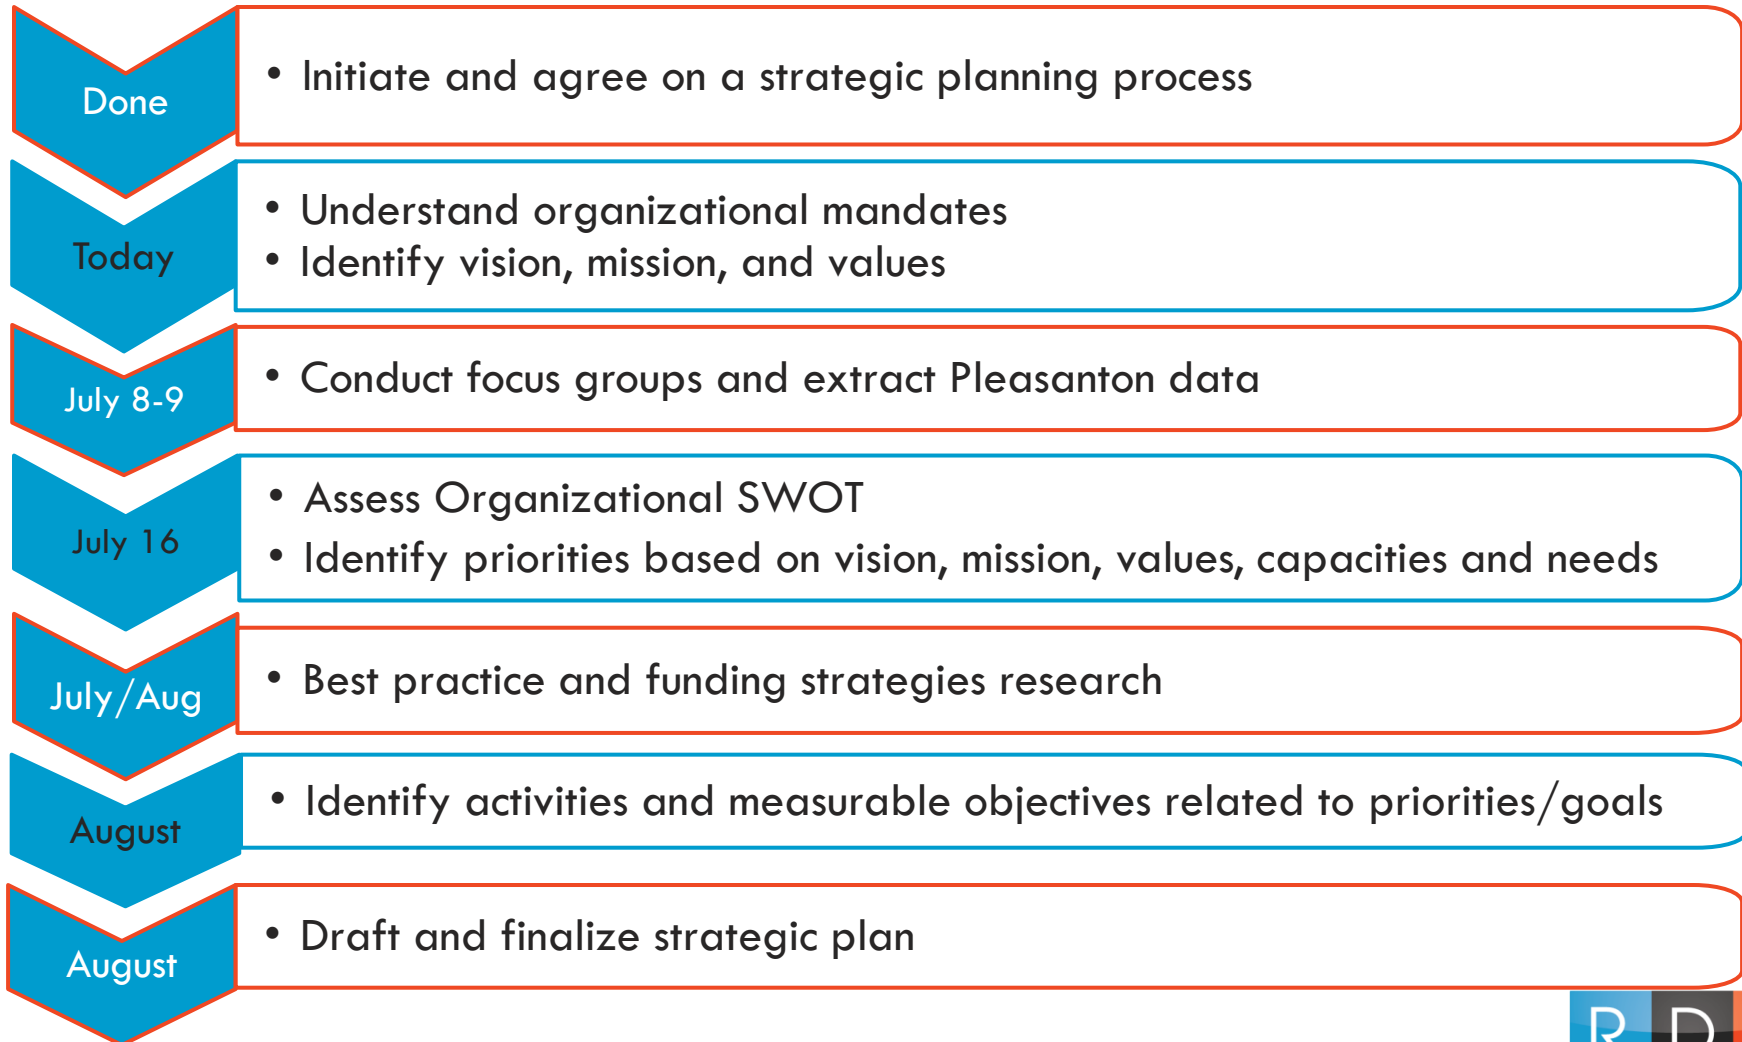 Done
• Initiate and agree on a strategic planning process
Today
• Understand organizational mandates
• Identify vision, mission, and values
July 8-9
• Conduct focus groups and extract Pleasanton data
July 16
• Assess Organizational SWOT
• Identify priorities based on vision, mission, values, capacities and needs
July/Aug
• Best practice and funding strategies research
August
• Identify activities and measurable objectives related to priorities/goals
August
• Draft and finalize strategic plan
R D